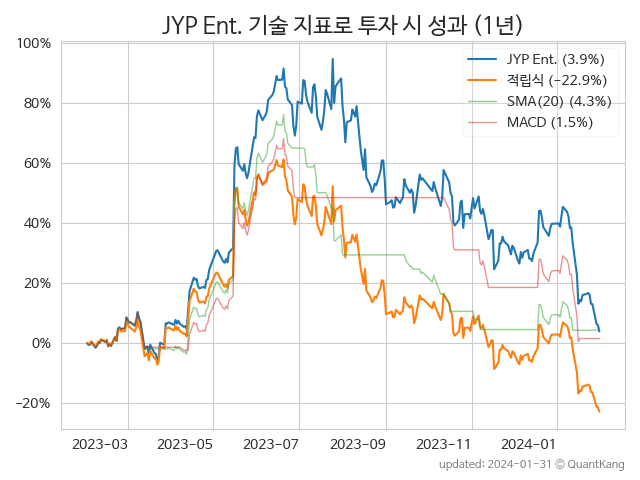 JYP Ent. 기술 지표로 투자 시 성과 (1년)
100%
80%
60%
40%
20%
0%
−20%
JYP Ent. (3.9%)
적립식 (-22.9%)
SMA(20) (4.3%)
MACD (1.5%)
2023-03 2023-05 2023-07 2023-09 2023-11 2024-01
updated: 2024-01-31 © QuantKang